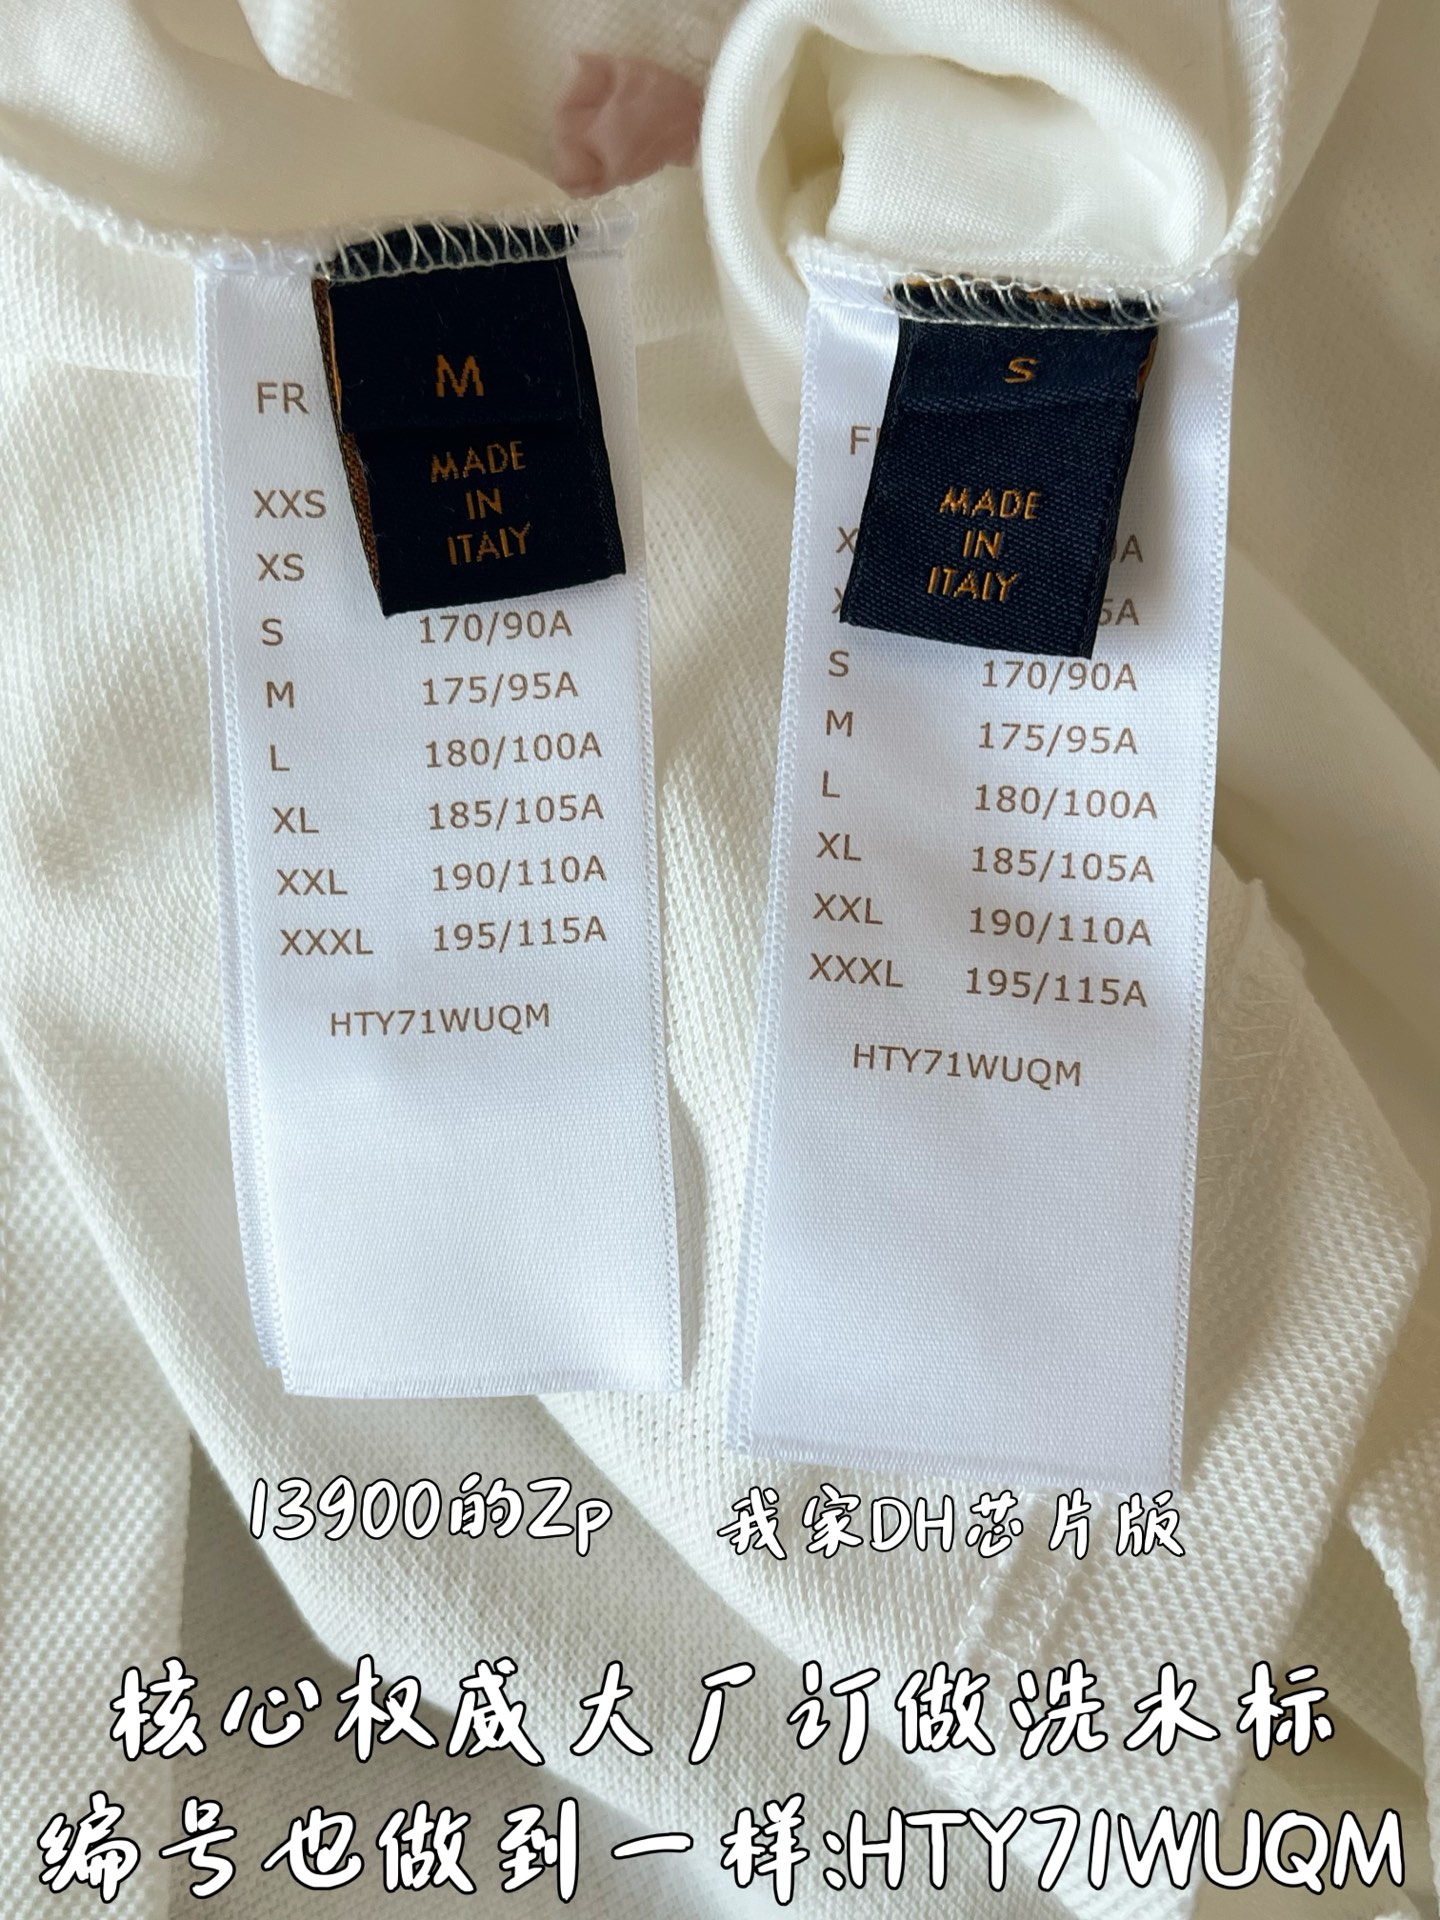 M
MADE
IN
ITALY
FR
XXS
XS
S 170/90A
M 175/95A
L 180/100A
XL 185/105A
XXL 190/110A
XXXL 195/115A
HTY71WUQM
S
MADE
IN
ITALY
S 170/90A
M 175/95A
L 180/100A
XL 185/105A
XXL 190/110A
XXXL 195/115A
HTY71WUQM
13900的Zp
我家DH芯片版
核心权威大厂订做洗水标
编号也做到一样:HTY71WUQM